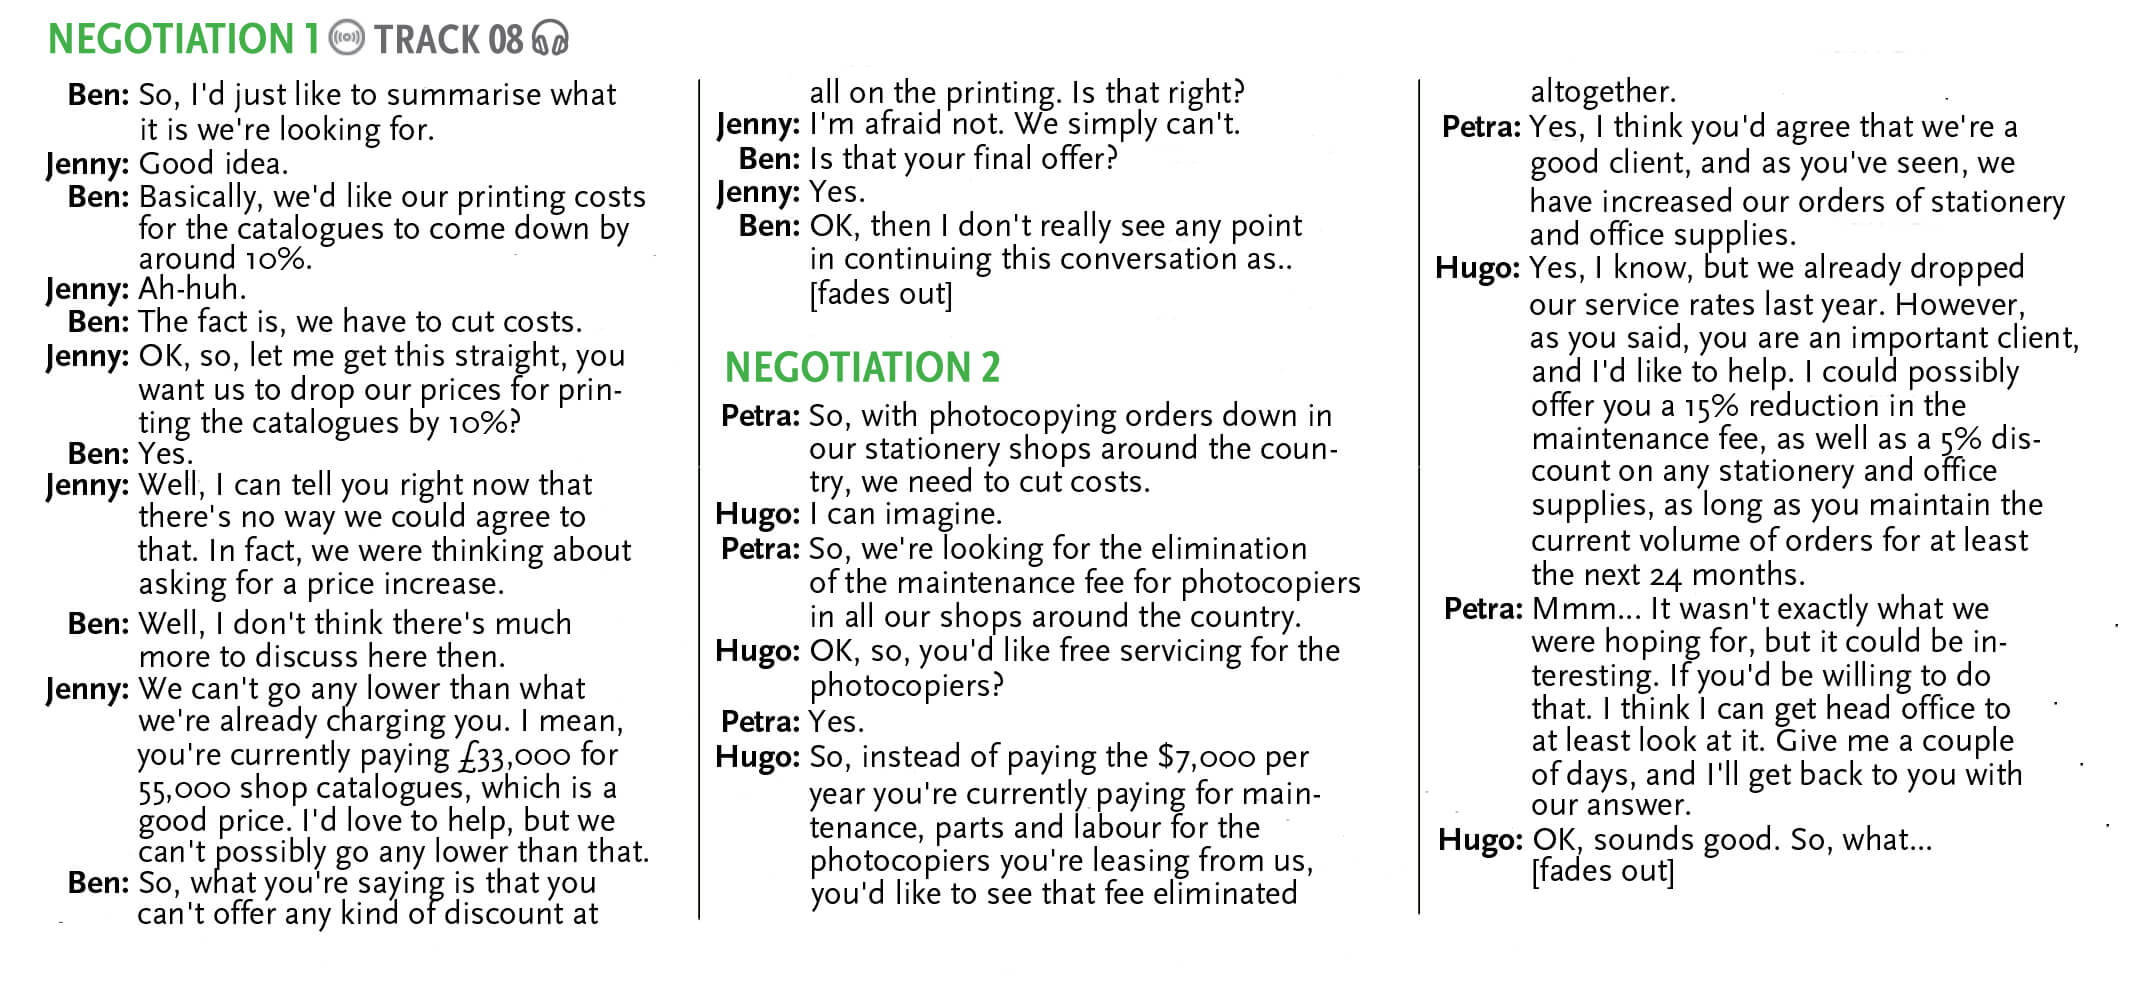 NEGOTIATION 1 TRACK 08
Ben: So, I'd just like to summarise what
it is we're looking for.
Jenny: Good idea.
Ben: Basically, we'd like our printing costs
for the catalogues to come down by
around 10%.
Jenny: Ah-huh.
Ben: The fact is, we have to cut costs.
Jenny: OK, so, let me get this straight, you
want us to drop our prices for prin-
ting the catalogues by 10%?
Ben: Yes.
Jenny: Well, I can tell you right now that
there's no way we could agree to
that. In fact, we were thinking about
asking for a price increase.
Ben: Well, I don't think there's much
more to discuss here then.
Jenny: We can't go any lower than what
we're already charging you. I mean,
you're currently paying £33,000 for
55,000 shop catalogues, which is a
good price. I'd love to help, but we
can't possibly go any lower than that.
Ben: So, what you're saying is that you
can't offer any kind of discount at
all on the printing. Is that right?
Jenny: I'm afraid not. We simply can't.
Ben: Is that your final offer?
Jenny: Yes.
Ben: OK, then I don't really see any point
in continuing this conversation as..
[fades out]
NEGOTIATION 2
Petra: So, with photocopying orders down in
our stationery shops around the coun-
try, we need to cut costs.
Hugo: I can imagine.
Petra: So, we're looking for the elimination
of the maintenance fee for photocopiers
in all our shops around the country.
Hugo: OK, so, you'd like free servicing for the
photocopiers?
Petra: Yes.
Hugo: So, instead of paying the $7,000 per
year you're currently paying for main-
tenance, parts and labour for the
photocopiers you're leasing from us,
you'd like to see that fee eliminated
altogether.
Petra: Yes, I think you'd agree that we're a
good client, and as you've seen, we
have increased our orders of stationery
and office supplies.
Hugo: Yes, I know, but we already dropped
our service rates last year. However,
as you said, you are an important client,
and I'd like to help. I could possibly
offer you a 15% reduction in the
maintenance fee, as well as a 5% dis-
count on any stationery and office
supplies, as long as you maintain the
current volume of orders for at least
the next 24 months.
Petra: Mmm... It wasn't exactly what we
were hoping for, but it could be in-
teresting. If you'd be willing to do
that. I think I can get head office to
at least look at it. Give me a couple
of days, and I'll get back to you with
our answer.
Hugo: OK, sounds good. So, what...
[fades out]